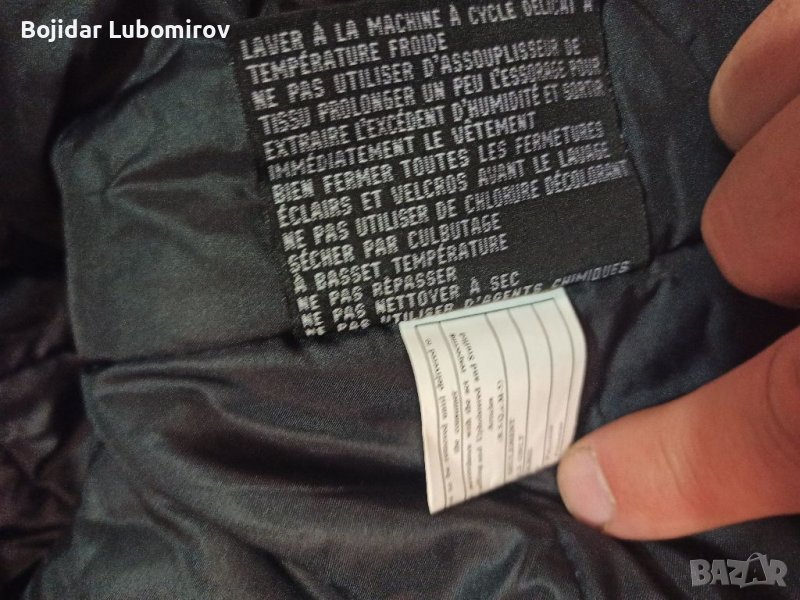 Bojidar Lubomirov
LAVER À LA MACHINE À CYCLE DÉLICAT À
TEMPÉRATURE FROIDE
NE PAS UTILISER D'ASSOUPLISSEUR DE
TISSU PROLONGER UN PEU L'ESSORAGE POUR
EXTRAIRE L'EXCÉDENT D'HUMIDITÉ ET SORTIR
IMMÉDIATEMENT LE VÊTEMENT
BIEN FERMER TOUTES LES FERMETURES
ÉCLAIRS ET VELCROS AVANT LE LAVAGE
NE PAS UTILISER DE CHLORURE DÉCOLORANT
SÉCHER PAR CULBUTAGE
À BASSET TEMPÉRATURE
NE PAS RÉPASSER
NE PAS NETTOYER À SEC
NE PAS UTILISER D'AGENTS CHIMIQUES
BAZAR